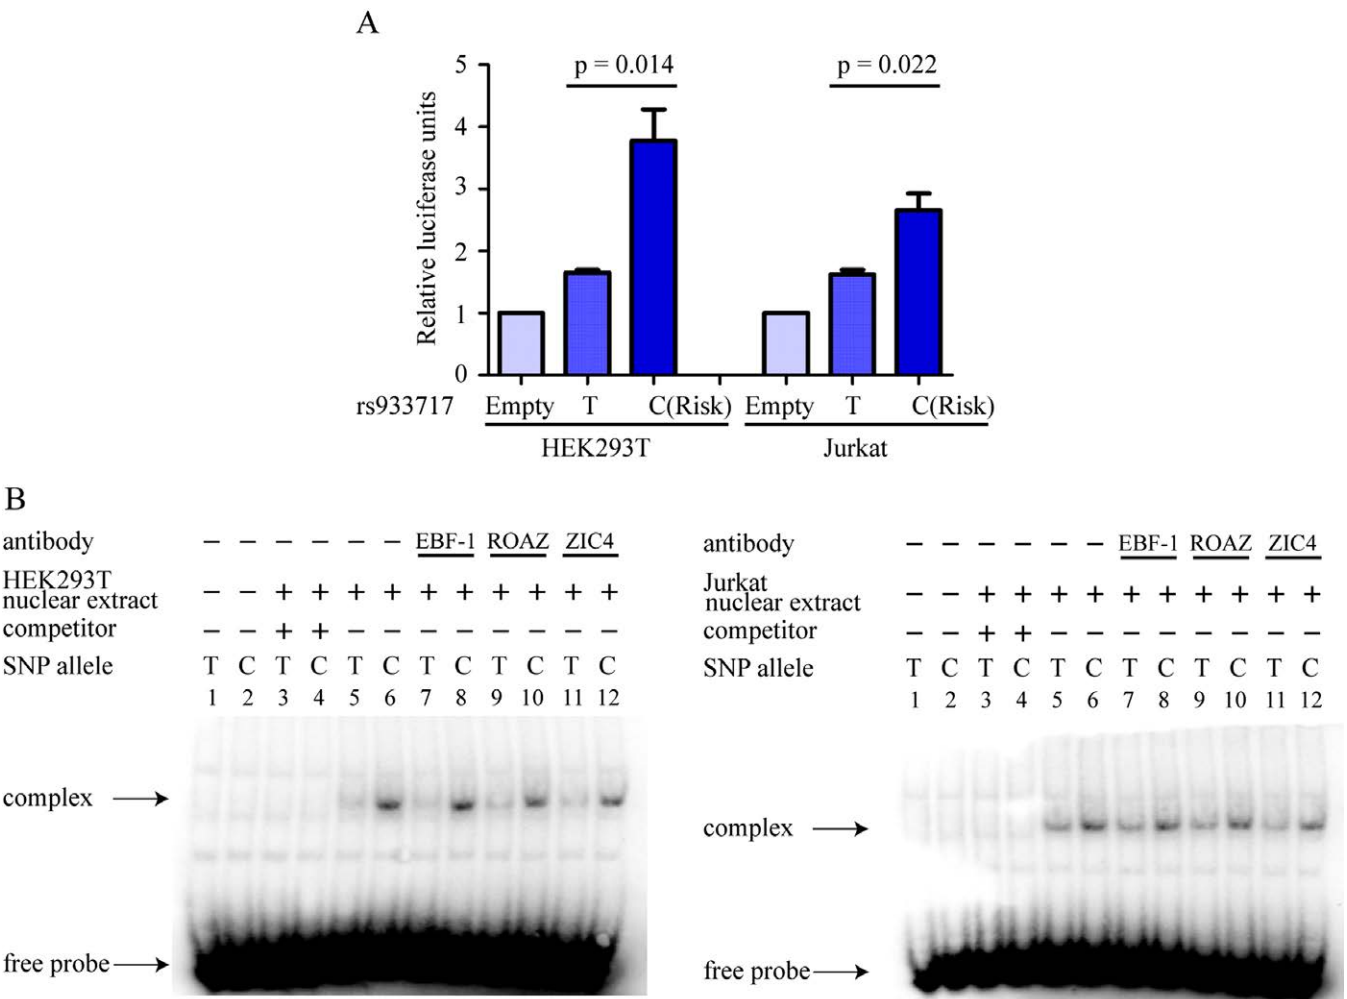 A
5
p = 0.014
p = 0.022
4
3
2
1
0
Relative luciferase units
rs933717 Empty T C(Risk) Empty T C(Risk)
HEK293T Jurkat
B
antibody – – – – – – EBF-1 ROAZ ZIC4
HEK293T
nuclear extract – – + + + + + + + + + +
competitor – – + + – – – – – – – –
SNP allele T C T C T C T C T C T C
1 2 3 4 5 6 7 8 9 10 11 12
complex
free probe
antibody – – – – – – EBF-1 ROAZ ZIC4
Jurkat
nuclear extract – – + + + + + + + + + +
competitor – – + + – – – – – – – –
SNP allele T C T C T C T C T C T C
1 2 3 4 5 6 7 8 9 10 11 12
complex
free probe